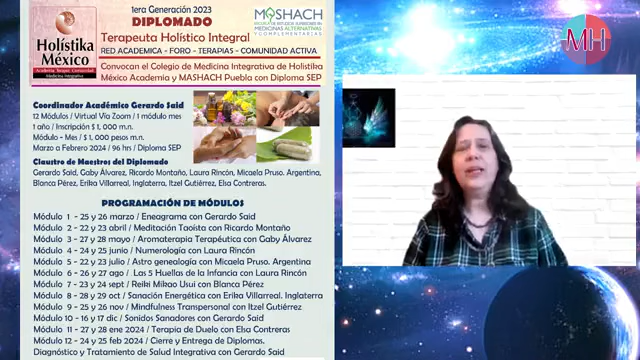 1era Generación 2023
DIPLOMADO
Terapeuta Holístico Integral
RED ACADEMICA - FORO - TERAPIAS - COMUNIDAD ACTIVA
Convocan el Colegio de Medicina Integrativa de Holistika
México Academia y MASHACH Puebla con Diploma SEP
Holístika
México
Academia Terapia Comunidad
Medicina Integrativa
MASHACH
MEDICINAS ALTERNATIVAS
Y COMPLEMENTARIAS
MH
Coordinador Académico Gerardo Said
12 Módulos / Virtual Vía Zoom / 1 módulo mes
1 año / Inscripción $ 1, 000 m.n.
Módulo - Mes / $ 1, 000 pesos m.n.
Marzo a Febrero 2024 / 96 hrs / Diploma SEP
Claustro de Maestros del Diplomado
Gerardo Said, Gaby Álvarez, Ricardo Montaño, Laura Rincón, Micaela Pruso. Argentina,
Blanca Pérez, Erika Villarreal, Inglaterra, Itzel Gutiérrez, Elsa Contreras.
PROGRAMACIÓN DE MÓDULOS
Módulo 1 - 25 y 26 marzo / Eneagrama con Gerardo Said
Módulo 2 - 22 y 23 abril / Meditación Taoísta con Ricardo Montaño
Módulo 3 - 27 y 28 mayo / Aromaterapia Terapéutica con Gaby Álvarez
Módulo 4 - 24 y 25 junio / Numerología con Laura Rincón
Módulo 5 - 22 y 23 julio / Astro genealogía con Micaela Pruso. Argentina
Módulo 6 - 26 y 27 ago / Las 5 Huellas de la Infancia con Laura Rincón
Módulo 7 - 23 y 24 sept / Reiki Mikao Usui con Blanca Pérez
Módulo 8 - 28 y 29 oct / Sanación Energética con Erika Villarreal. Inglaterra
Módulo 9 - 25 y 26 nov / Mindfulness Transpersonal con Itzel Gutiérrez
Módulo 10 - 16 y 17 dic / Sonidos Sanadores con Gerardo Said
Módulo 11 - 27 y 28 ene 2024 / Terapia de Duelo con Elsa Contreras
Módulo 12 - 24 y 25 feb 2024 / Cierre y Entrega de Diplomas.
Diagnóstico y Tratamiento de Salud Integrativa con Gerardo Said